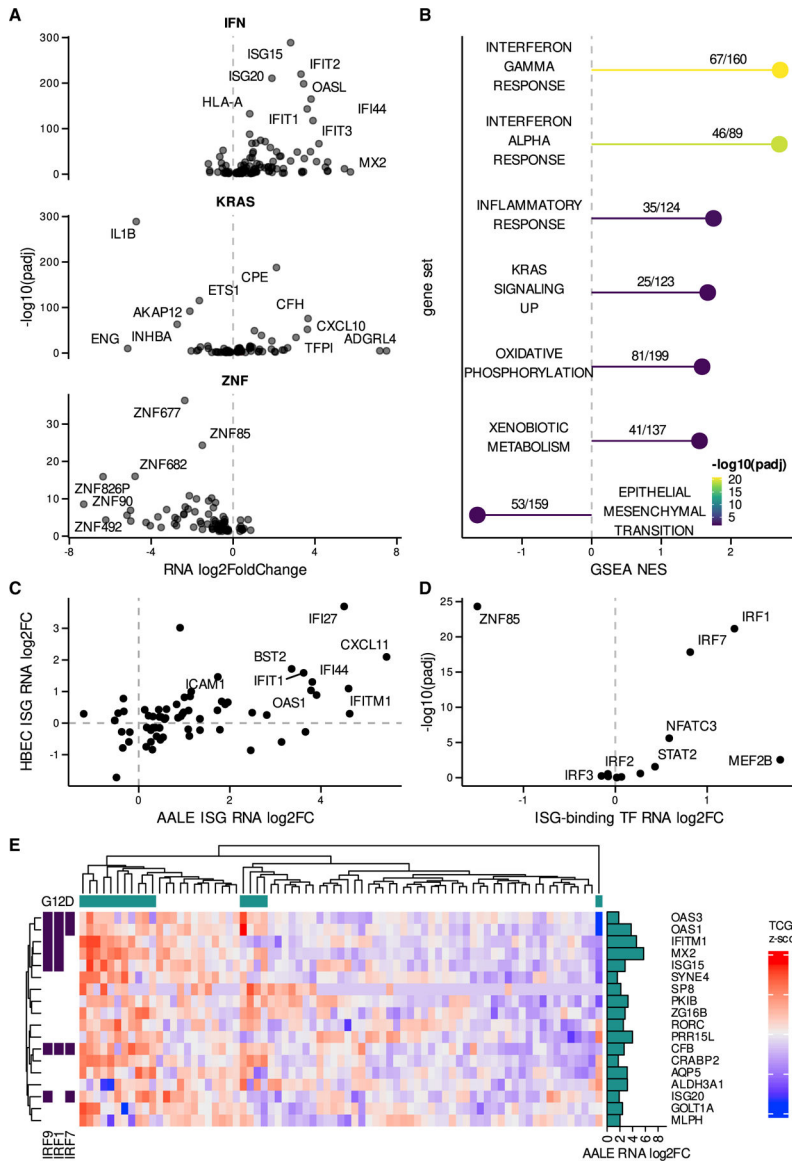 A
IFN
300
200
100
0
ISG15
ISG20
IFIT2
OASL
HLA-A
IFI44
IFIT1
IFIT3
MX2
KRAS
-log10(padj)
300
200
100
0
IL1B
ETS1
CPE
AKAP12
CFH
ENG
INHBA
CXCL10
TFPI
ADGRL4
ZNF
30
20
10
0
ZNF677
ZNF85
ZNF682
ZNF826P
ZNF90
ZNF492
-8
-4
0
4
8
RNA log2FoldChange
B
gene set
INTERFERON
GAMMA
RESPONSE
67/160
INTERFERON
ALPHA
RESPONSE
46/89
INFLAMMATORY
RESPONSE
35/124
KRAS
SIGNALING
UP
25/123
OXIDATIVE
PHOSPHORYLATION
81/199
XENOBIOTIC
METABOLISM
41/137
-log10(padj)
20
15
10
5
53/159
EPITHELIAL
MESENCHYMAL
TRANSITION
-1
0
1
2
GSEA NES
C
HBEC ISG RNA log2FC
3
2
1
0
-1
IFI27
CXCL11
BST2
IFI44
IFIT1
ICAM1
OAS1
IFITM1
0
2
4
AALE ISG RNA log2FC
D
-log10(padj)
25
20
15
10
5
0
ZNF85
IRF1
IRF7
NFATC3
STAT2
IRF2
IRF3
MEF2B
-1
0
1
ISG-binding TF RNA log2FC
E
G12D
OAS3
OAS1
IFITM1
MX2
ISG15
SYNE4
SP8
PKIB
ZG16B
RORC
PRR15L
CFB
CRABP2
AQP5
ALDH3A1
ISG20
GOLT1A
MLPH
TCG
z-sco
IRF9
IRF1
IRF7
0
2
4
6
8
AALE RNA log2FC